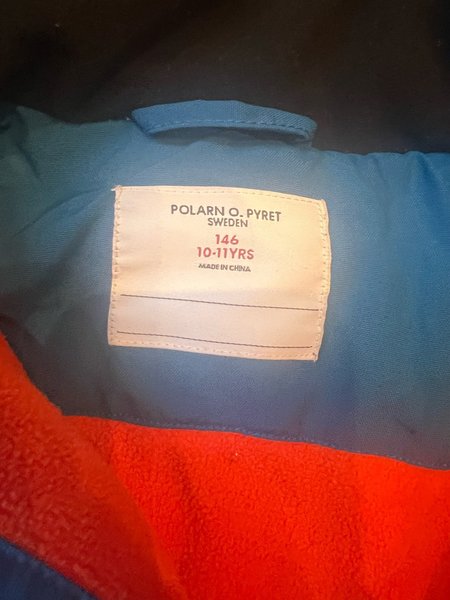 POLARN O. PYRET
SWEDEN
146
10-11YRS
MADE IN CHINA